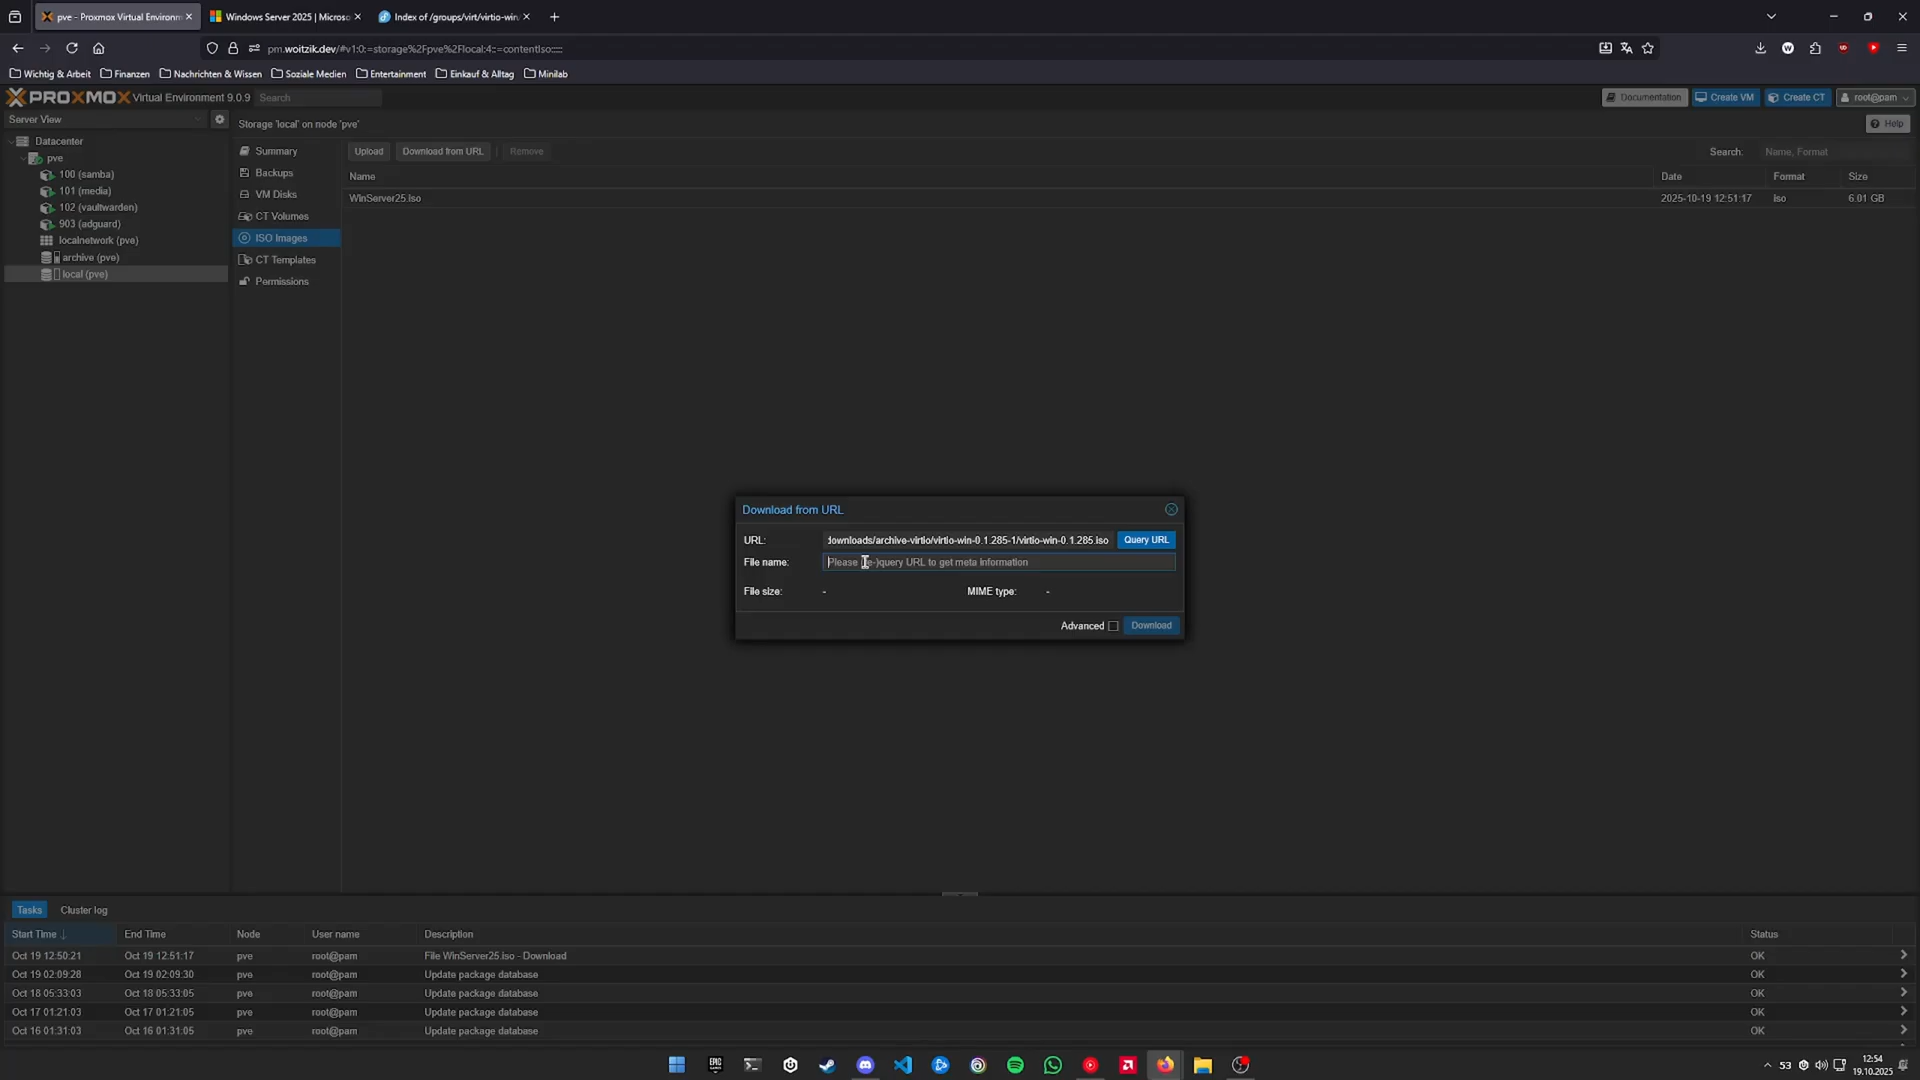 pve - Proxmox Virtual Environm
Windows Server 2025 | Microso
Index of /groups/virt/virtio-win
pm.woitzik.dev/#v1:0:=storage%2Fpve%2Flocal:4::=contentIso:::::
Wichtig & Arbeit
Finanzen
Nachrichten & Wissen
Soziale Medien
Entertainment
Einkauf & Alltag
Minilab
PROXMOX Virtual Environment 9.0.9
Search
Documentation
Create VM
Create CT
root@pam
Server View
Storage 'local' on node 'pve'
Help
Datacenter
pve
100 (samba)
101 (media)
102 (vaultwarden)
903 (adguard)
localnetwork (pve)
archive (pve)
local (pve)
Summary
Backups
VM Disks
CT Volumes
ISO Images
CT Templates
Permissions
Upload
Download from URL
Remove
Search:
Name, Format
Name
Date
Format
Size
WinServer25.iso
2025-10-19 12:51:17
iso
6.01 GB
Download from URL
URL:
downloads/archive-virtio/virtio-win-0.1.285-1/virtio-win-0.1.285.iso
Query URL
File name:
Please (re-)query URL to get meta information
File size:
-
MIME type:
-
Advanced
Download
Tasks
Cluster log
Start Time
End Time
Node
User name
Description
Status
Oct 19 12:50:21
Oct 19 12:51:17
pve
root@pam
File WinServer25.iso - Download
OK
Oct 19 02:09:28
Oct 19 02:09:30
pve
root@pam
Update package database
OK
Oct 18 05:33:03
Oct 18 05:33:05
pve
root@pam
Update package database
OK
Oct 17 01:21:03
Oct 17 01:21:05
pve
root@pam
Update package database
OK
Oct 16 01:31:03
Oct 16 01:31:05
pve
root@pam
Update package database
OK
EPIC
53
12:54
19.10.2025